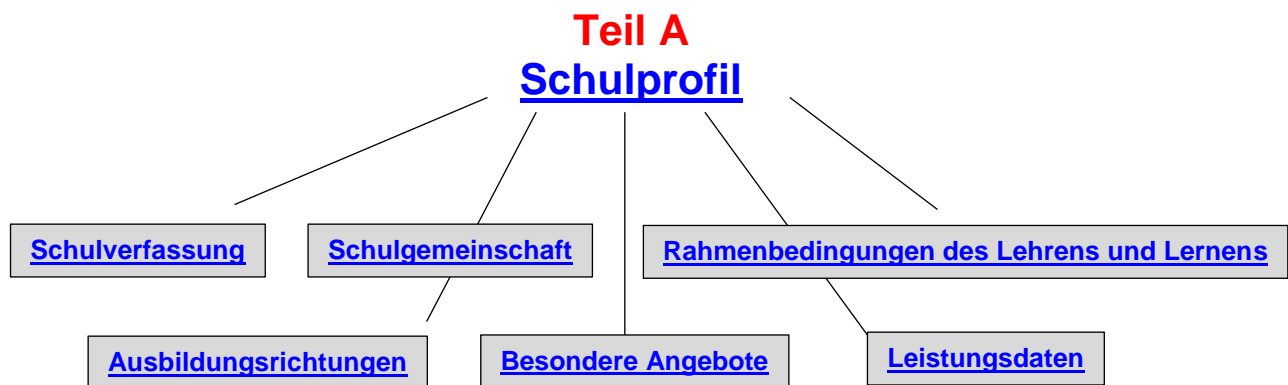 Teil A
Schulprofil
Schulverfassung
Schulgemeinschaft
Rahmenbedingungen des Lehrens und Lernens
Ausbildungsrichtungen
Besondere Angebote
Leistungsdaten